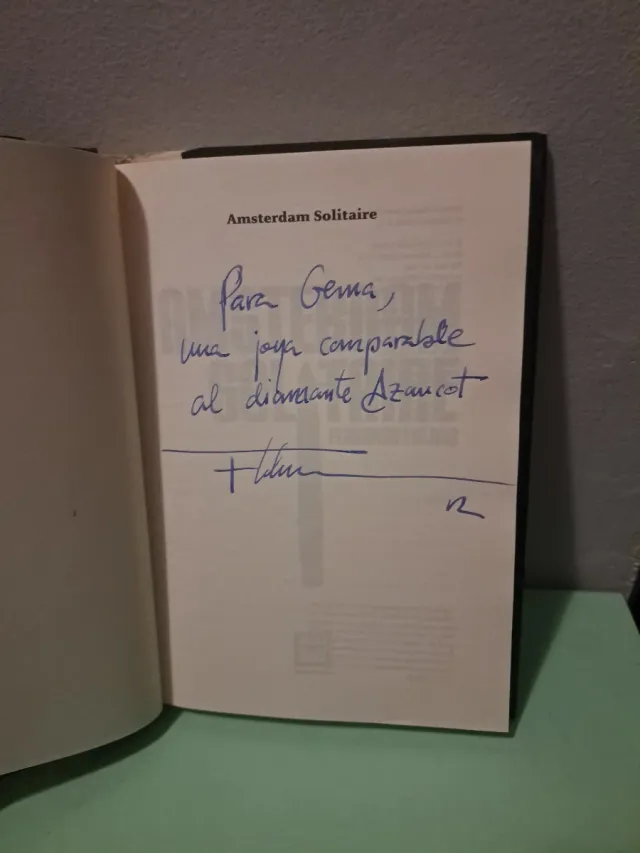 Amsterdam Solitaire
Para Gema,
una joya comparable
al diamante Azancot